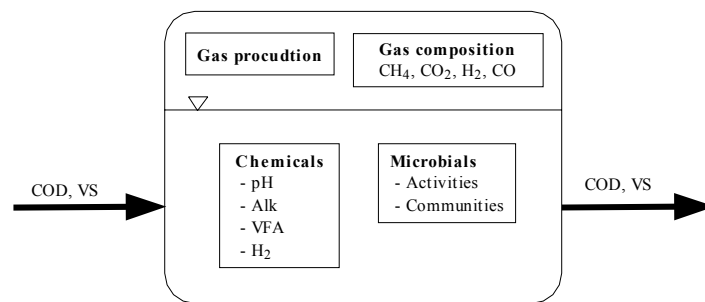 Gas procudtion
Gas composition
CH₄, CO₂, H₂, CO
Chemicals
- pH
- Alk
- VFA
- H₂
Microbials
- Activities
- Communities
COD, VS
COD, VS